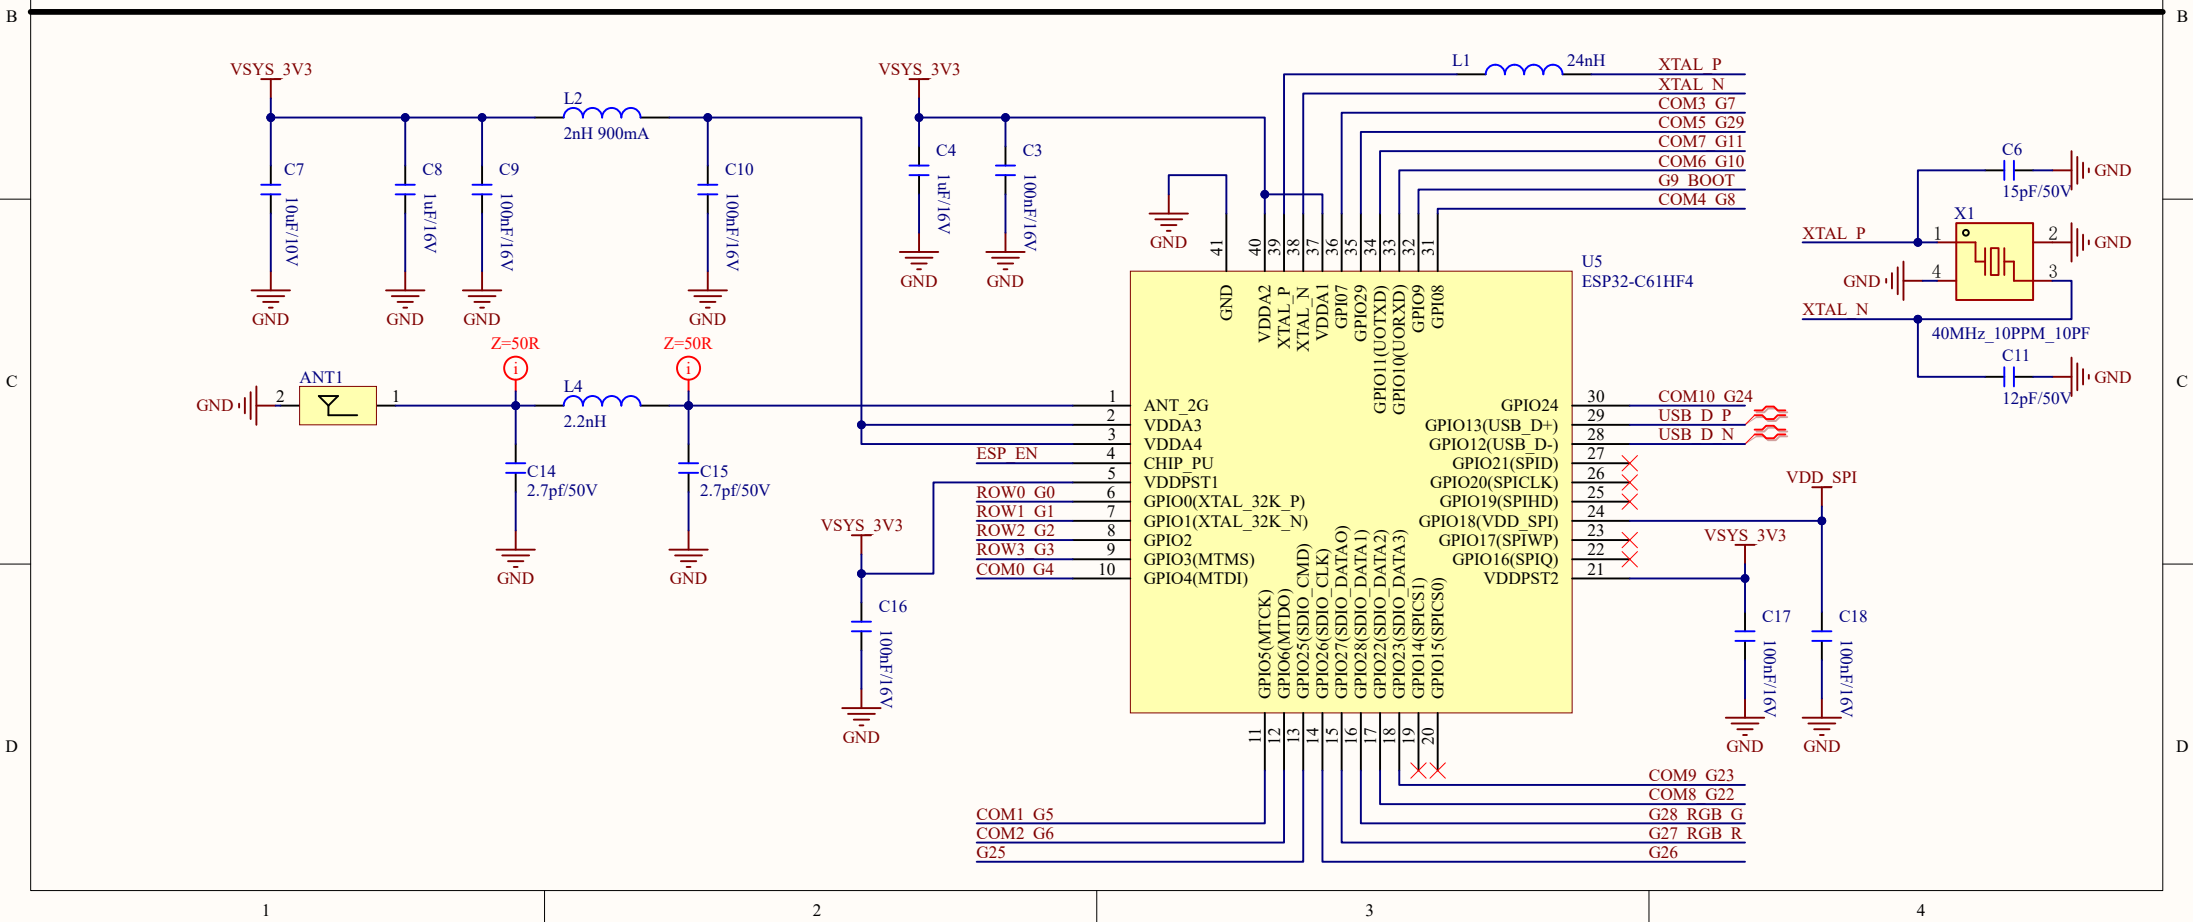 B
B
VSYS_3V3
VSYS_3V3
L1
24nH
XTAL_P
XTAL_N
COM3_G7
COM5_G29
COM7_G11
COM6_G10
G9_BOOT
COM4_G8
L2
2nH 900mA
C7
10uF/10V
C8
1uF/16V
C9
100nF/16V
C10
100nF/16V
C4
1uF/16V
C3
100nF/16V
GND
GND
GND
GND
GND
GND
GND
41
40
39
38
37
36
35
34
33
32
31
GND
VDDA2
XTAL_P
XTAL_N
VDDA1
GPI07
GPIO29
GPIO11(UOTXD)
GPIO10(UORXD)
GPIO9
GPI08
U5
ESP32-C61HF4
C6
15pF/50V
GND
X1
XTAL_P
1
2
GND
GND
4
3
XTAL_N
40MHz_10PPM_10PF
C11
12pF/50V
GND
C
C
Z=50R
i
Z=50R
i
ANT1
GND
2
1
L4
2.2nH
C14
2.7pf/50V
C15
2.7pf/50V
GND
GND
1
ANT_2G
2
VDDA3
3
VDDA4
ESP_EN
4
CHIP_PU
5
VDDPST1
ROW0_G0
6
GPIO0(XTAL_32K_P)
ROW1_G1
7
GPIO1(XTAL_32K_N)
ROW2_G2
8
GPIO2
ROW3_G3
9
GPIO3(MTMS)
COM0_G4
10
GPIO4(MTDI)
GPIO24
30
COM10_G24
GPIO13(USB_D+)
29
USB_D_P
GPIO12(USB_D-)
28
USB_D_N
GPIO21(SPID)
27
GPIO20(SPICLK)
26
GPIO19(SPIHD)
25
GPIO18(VDD_SPI)
24
GPIO17(SPIWP)
23
GPIO16(SPIQ)
22
VDDPST2
21
VDD_SPI
VSYS_3V3
VSYS_3V3
C16
100nF/16V
GND
C17
100nF/16V
GND
C18
100nF/16V
GND
GPIO5(MTCK)
GPIO6(MTDO)
GPIO25(SDIO_CMD)
GPIO26(SDIO_CLK)
GPIO27(SDIO_DATAO)
GPIO28(SDIO_DATA1)
GPIO22(SDIO_DATA2)
GPIO23(SDIO_DATA3)
GPIO14(SPICS1)
GPIO15(SPICS0)
11
12
13
14
15
16
17
18
19
20
D
D
COM1_G5
COM2_G6
G25
COM9_G23
COM8_G22
G28_RGB_G
G27_RGB_R
G26
1
2
3
4